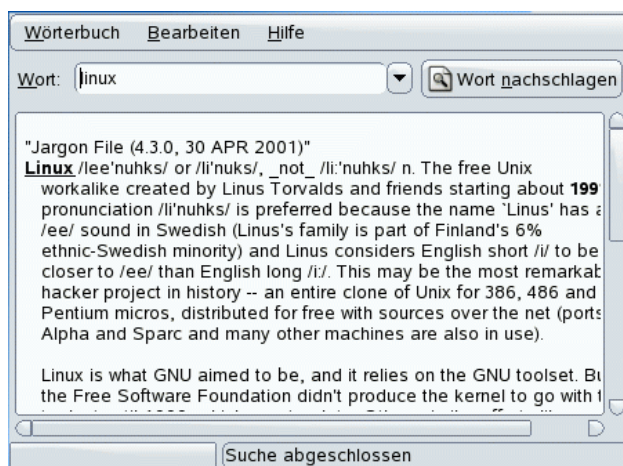 Wörterbuch Bearbeiten Hilfe
Wort: linux Wort nachschlagen
"Jargon File (4.3.0, 30 APR 2001)"
Linux /lee'nuhks/ or /li'nuks/, _not_ /li:'nuhks/ n. The free Unix
workalike created by Linus Torvalds and friends starting about 199
pronunciation /li'nuhks/ is preferred because the name `Linus' has a
/ee/ sound in Swedish (Linus's family is part of Finland's 6%
ethnic-Swedish minority) and Linus considers English short /i/ to be
closer to /ee/ than English long /i:/. This may be the most remarkab
hacker project in history -- an entire clone of Unix for 386, 486 and
Pentium micros, distributed for free with sources over the net (ports
Alpha and Sparc and many other machines are also in use).
Linux is what GNU aimed to be, and it relies on the GNU toolset. Bu
the Free Software Foundation didn't produce the kernel to go with t
Suche abgeschlossen